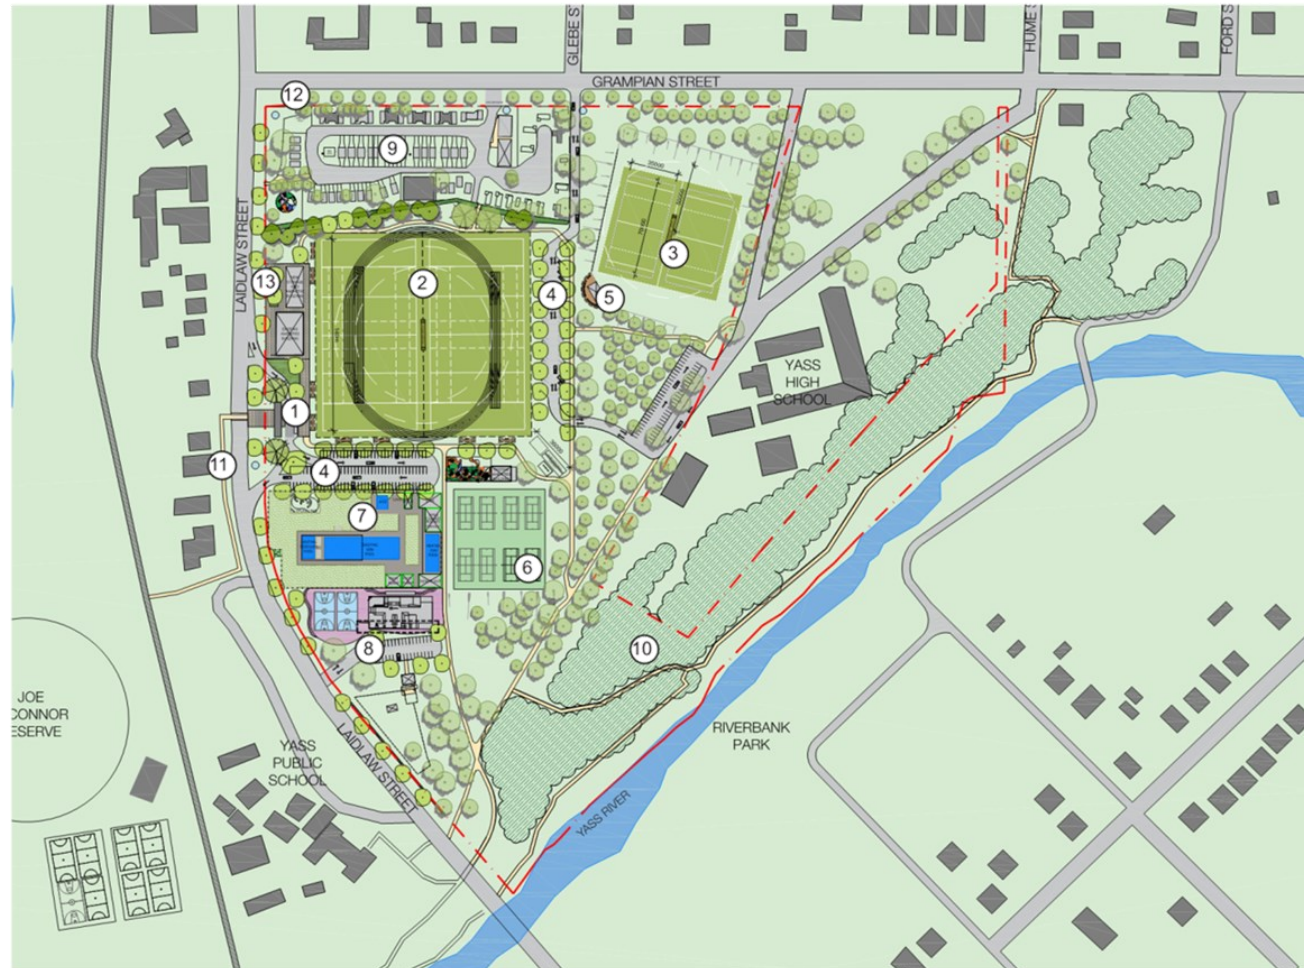 GLEBE S
HUME S
FORD S
GRAMPIAN STREET
12
9
LAIDLAW STREET
3
13
2
4
5
YASS
HIGH
SCHOOL
1
11
4
7
6
8
10
JOE
CONNOR
ESERVE
YASS
PUBLIC
SCHOOL
LAIDLAW STREET
RIVERBANK
PARK
YASS RIVER